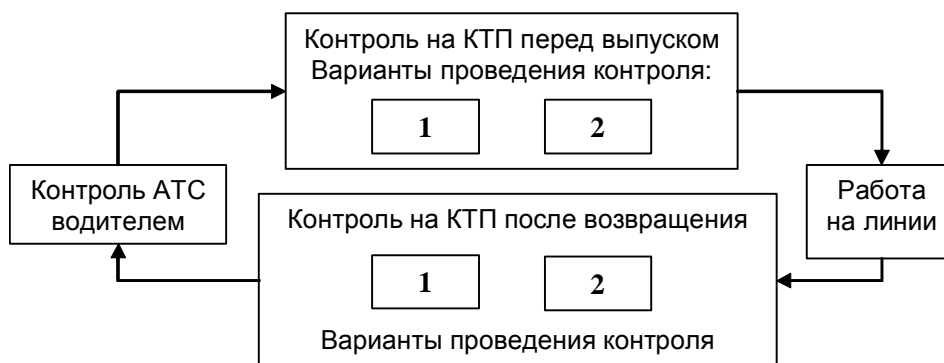 Контроль на КТП перед выпуском
Варианты проведения контроля:
1 2
Контроль АТС
водителем
Работа
на линии
Контроль на КТП после возвращения
1 2
Варианты проведения контроля